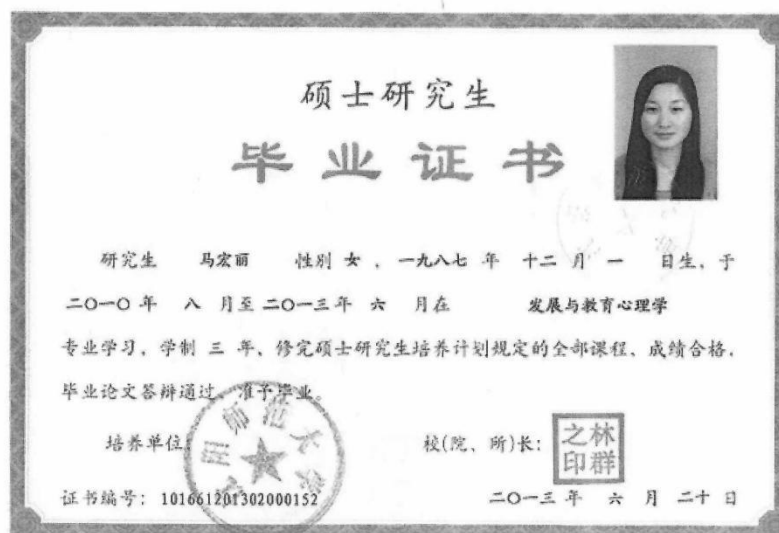 硕士研究生
毕业证书
研究生 马宏丽 性别 女 , 一九八七 年 十二 月 一 日生、于
二〇一〇 年 八 月至 二〇一三 年 六 月在 发展与教育心理学
专业学习, 学制 三 年、修完硕士研究生培养计划规定的全部课程、成绩合格,
毕业论文答辩通过、准予毕业。
培养单位: 校(院、所)长: 林群之印
阳师范大学
证书编号: 101661201302000152 二〇一三 年 六 月 二十 日